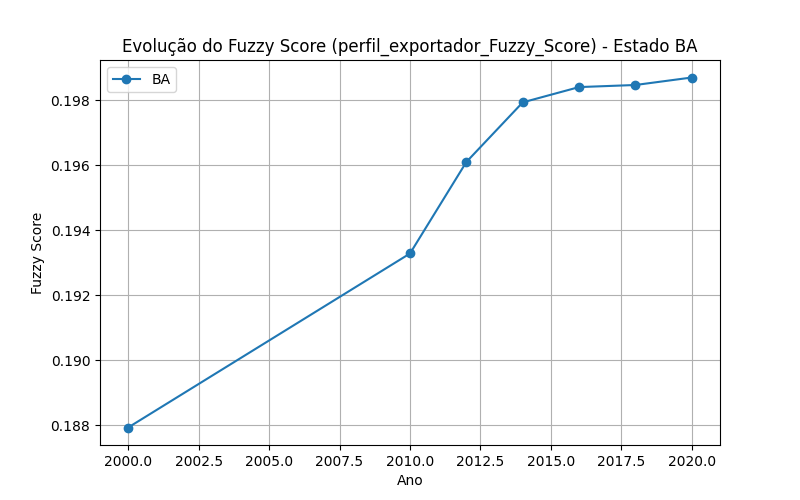 Evolução do Fuzzy Score (perfil_exportador_Fuzzy_Score) - Estado BA
BA
0.198
0.196
0.194
0.192
0.190
0.188
Fuzzy Score
2000.0 2002.5 2005.0 2007.5 2010.0 2012.5 2015.0 2017.5 2020.0
Ano